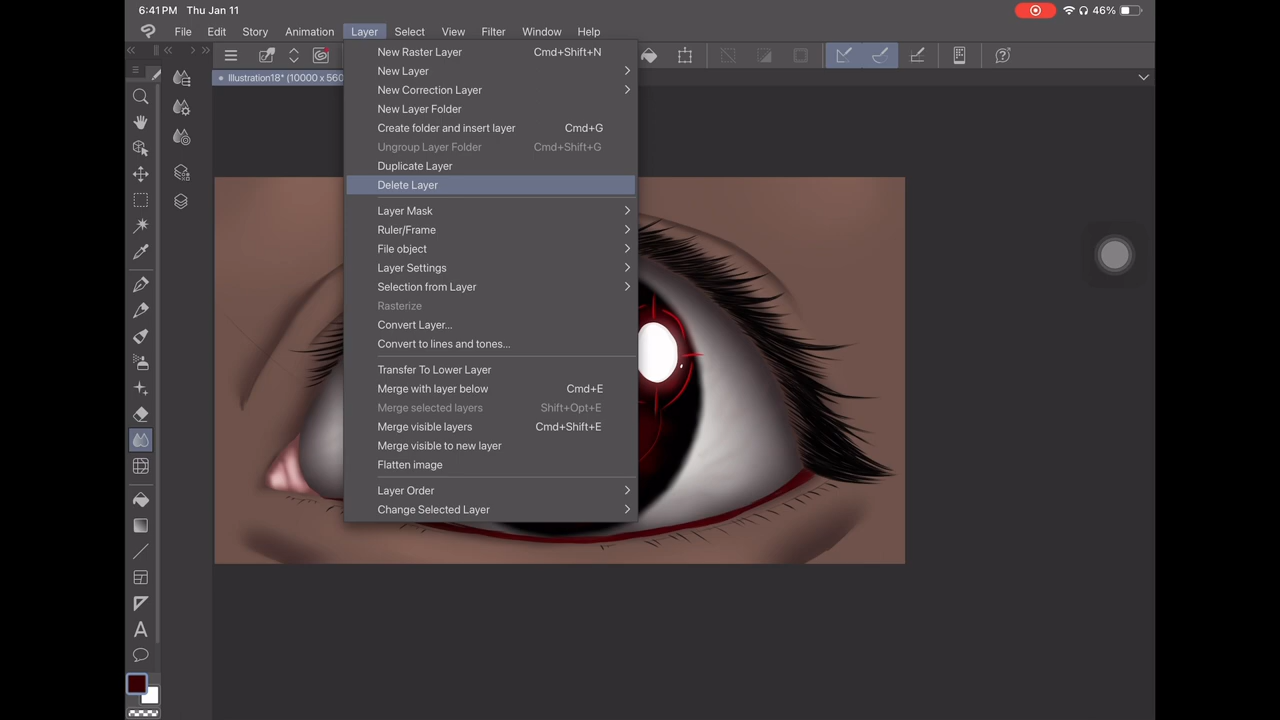 6:41PM Thu Jan 11
46%
File Edit Story Animation Layer Select View Filter Window Help
Illustration18* (10000 x 560
New Raster Layer Cmd+Shift+N
New Layer
New Correction Layer
New Layer Folder
Create folder and insert layer Cmd+G
Ungroup Layer Folder Cmd+Shift+G
Duplicate Layer
Delete Layer
Layer Mask
Ruler/Frame
File object
Layer Settings
Selection from Layer
Rasterize
Convert Layer...
Convert to lines and tones...
Transfer To Lower Layer
Merge with layer below Cmd+E
Merge selected layers Shift+Opt+E
Merge visible layers Cmd+Shift+E
Merge visible to new layer
Flatten image
Layer Order
Change Selected Layer